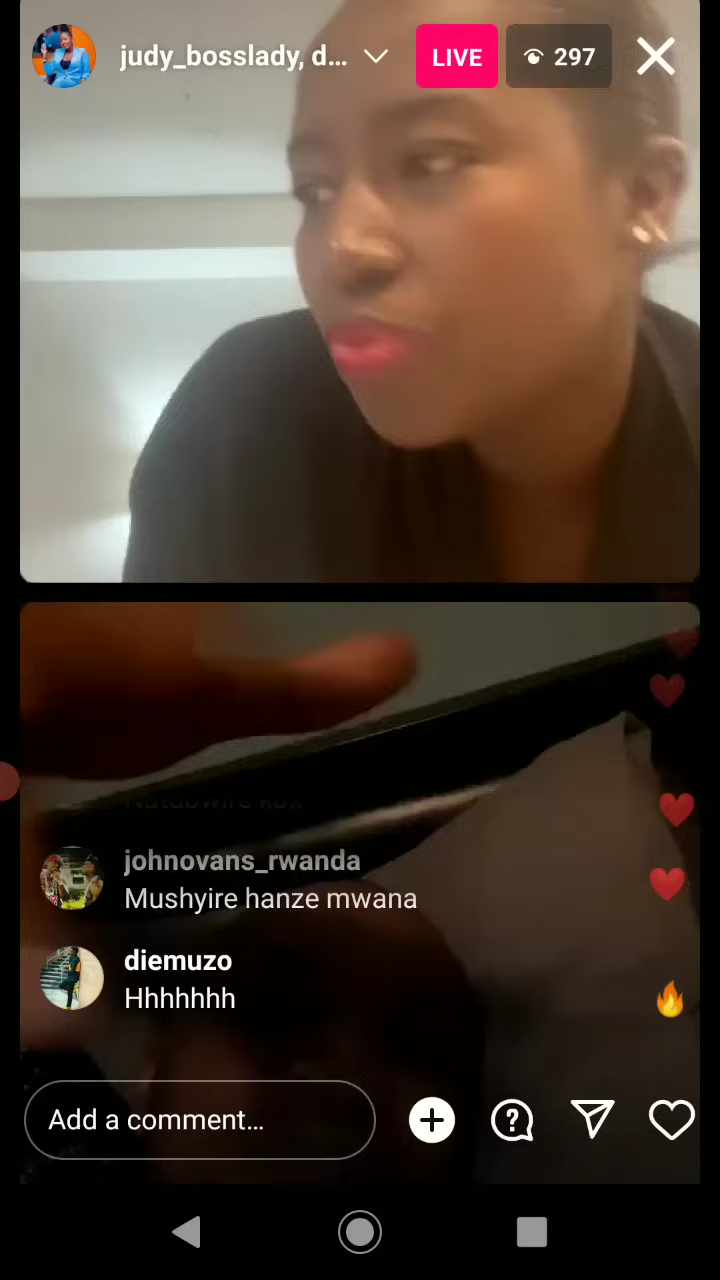 judy_bosslady, d...
LIVE
297
johnovans_rwanda
Mushyire hanze mwana
diemuzo
Hhhhhhh
Add a comment...